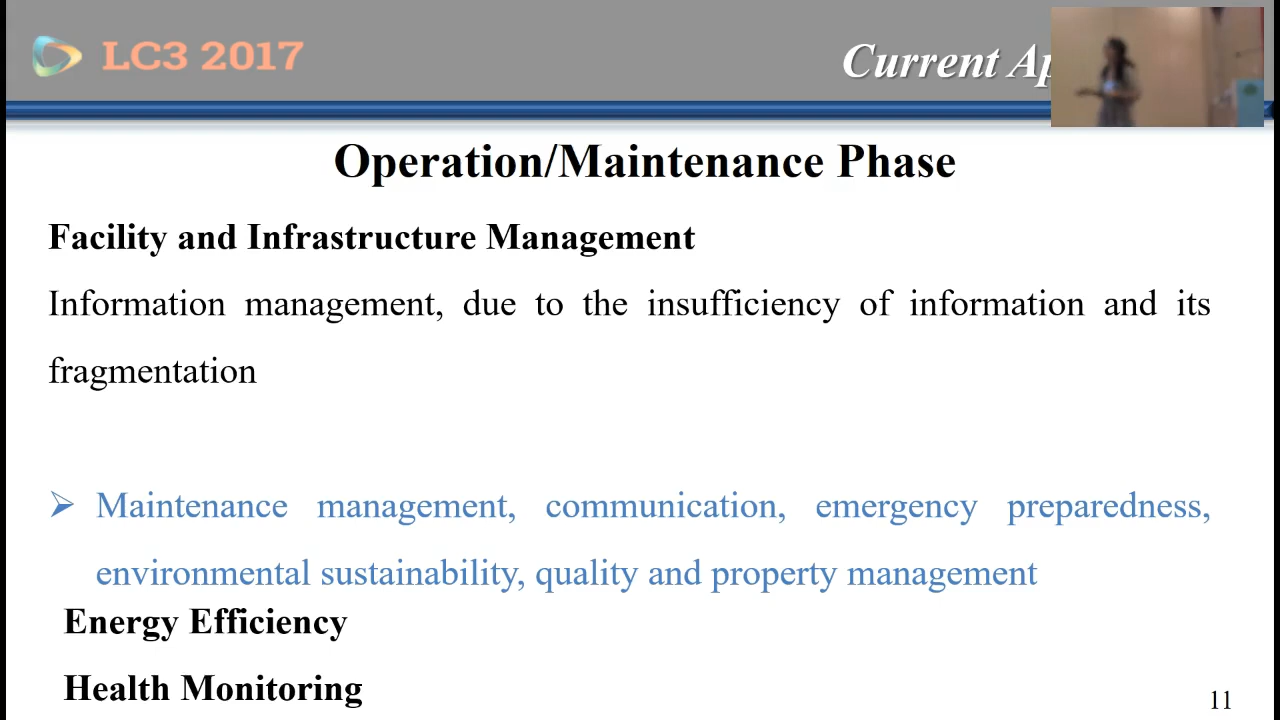 LC3 2017
Current
Operation/Maintenance Phase
Facility and Infrastructure Management
Information management, due to the insufficiency of information and its
fragmentation
➢ Maintenance management, communication, emergency preparedness,
environmental sustainability, quality and property management
Energy Efficiency
Health Monitoring
11